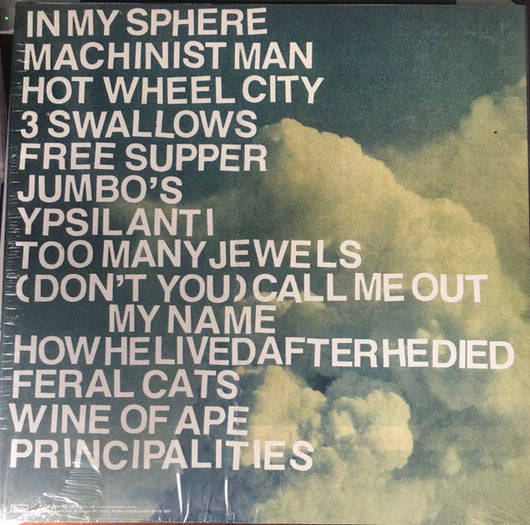 IN MY SPHERE
MACHINIST MAN
HOT WHEEL CITY
3 SWALLOWS
FREE SUPPER
JUMBO'S
YPSILANTI
TOO MANY JEWELS
(DON'T YOU) CALL ME OUT
MY NAME
HOW HE LIVED AFTER HE DIED
FERAL CATS
WINE OF APE
PRINCIPALITIES